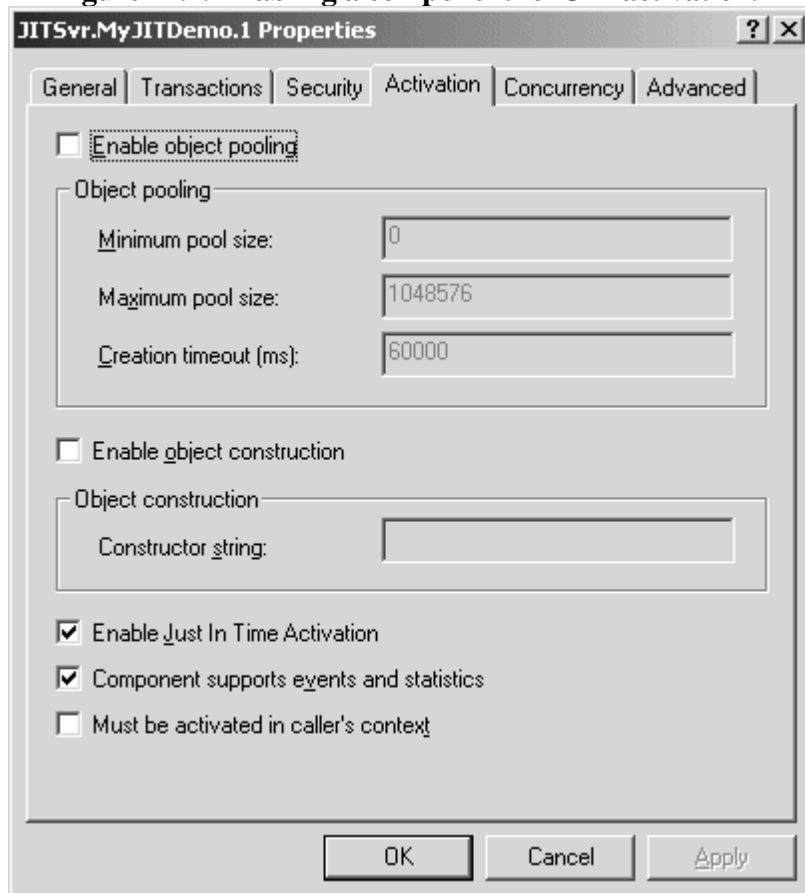 JITSvr.MyJITDemo.1 Properties
General Transactions Security Activation Concurrency Advanced
Enable object pooling
Object pooling
Minimum pool size: 0
Maximum pool size: 1048576
Creation timeout (ms): 60000
Enable object construction
Object construction
Constructor string:
Enable Just In Time Activation
Component supports events and statistics
Must be activated in caller's context
OK Cancel Apply